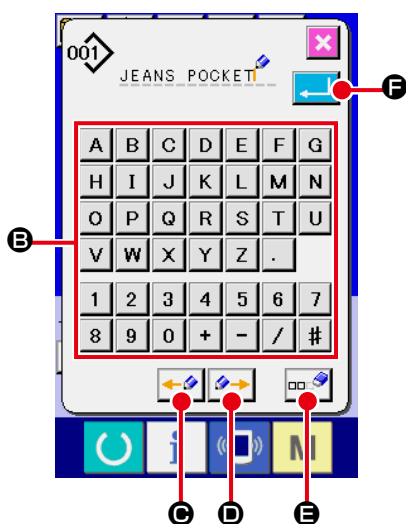 001
JEANS POCKET
F
A B C D E F G
H I J K L M N
O P Q R S T U
B
V W X Y Z .
1 2 3 4 5 6 7
8 9 0 + - / #
i M
C D E